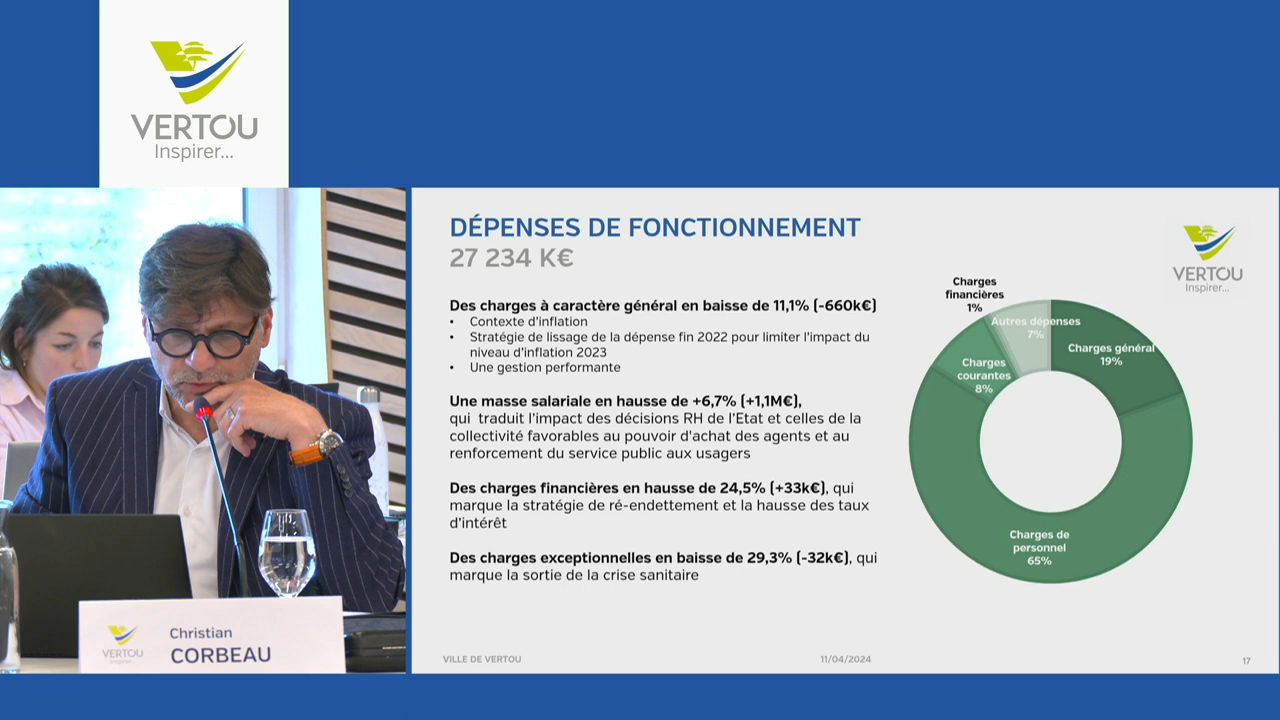 VERTOU
Inspirer...
DÉPENSES DE FONCTIONNEMENT
27 234 K€
Des charges à caractère général en baisse de 11,1% (-660k€)
• Contexte d'inflation
• Stratégie de lissage de la dépense fin 2022 pour limiter l'impact du
niveau d'inflation 2023
• Une gestion performante
Une masse salariale en hausse de +6,7% (+1,1M€),
qui traduit l'impact des décisions RH de l'Etat et celles de la
collectivité favorables au pouvoir d'achat des agents et au
renforcement du service public aux usagers
Des charges financières en hausse de 24,5% (+33k€), qui
marque la stratégie de ré-endettement et la hausse des taux
d'intérêt
Des charges exceptionnelles en baisse de 29,3% (-32k€), qui
marque la sortie de la crise sanitaire
VERTOU
Inspirer...
Charges
financières
1%
Autres dépenses
7%
Charges général
19%
Charges
courantes
8%
Charges de
personnel
65%
VILLE DE VERTOU
11/04/2024
17
VERTOU
Inspirer...
Christian
CORBEAU